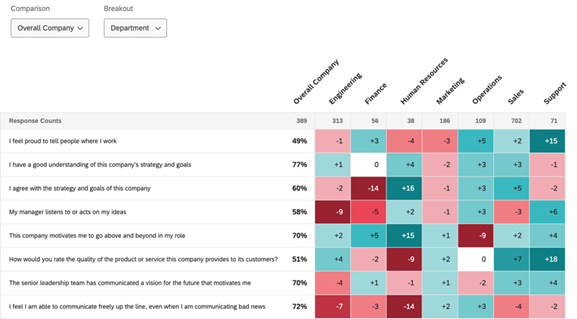 Comparison Breakout
Overall Company Department
Overall Company Engineering Finance Human Resources Marketing Operations Sales Support
Response Counts 389 313 56 38 186 109 702 71
I feel proud to tell people where I work 49% -1 +3 -4 -3 +5 +2 +15
I have a good understanding of this company's strategy and goals 77% +1 0 +4 -2 +3 +3 -1
I agree with the strategy and goals of this company 60% -2 -14 +16 -1 +3 +5 -2
My manager listens to or acts on my ideas 58% -9 -5 +2 -1 +3 -3 +6
This company motivates me to go above and beyond in my role 70% +2 +5 +15 +1 -9 +2 +4
How would you rate the quality of the product or service this company provides to its customers? 51% +4 -2 -9 +2 0 +7 +18
The senior leadership team has communicated a vision for the future that motivates me 70% -4 +1 -1 +1 -2 +3 +4
I feel I am able to communicate freely up the line, even when I am communicating bad news 72% -7 -3 -14 +2 +3 -4 -2